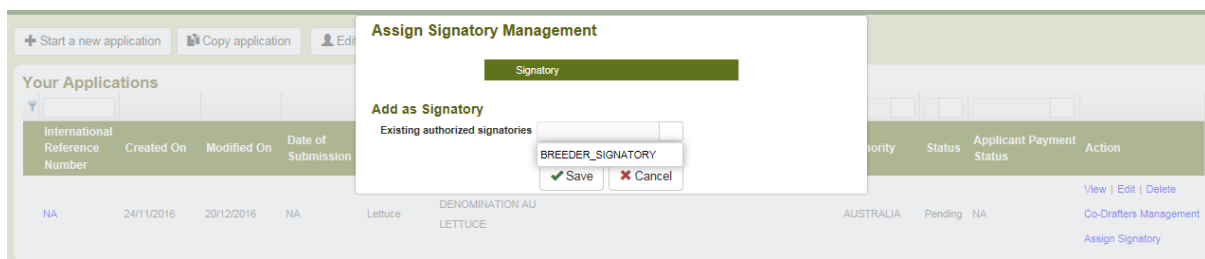 Start a new application
Copy application
Edi
Your Applications
International
Reference
Number
Created On
Modified On
Date of
Submission
Assign Signatory Management
Signatory
Add as Signatory
Existing authorized signatories
BREEDER_SIGNATORY
Save
Cancel
hority
Status
Applicant Payment
Status
Action
NA
24/11/2016
20/12/2016
NA
Lettuce
DENOMINATION AU
LETTUCE
AUSTRALIA
Pending
NA
View | Edit | Delete
Co-Drafters Management
Assign Signatory